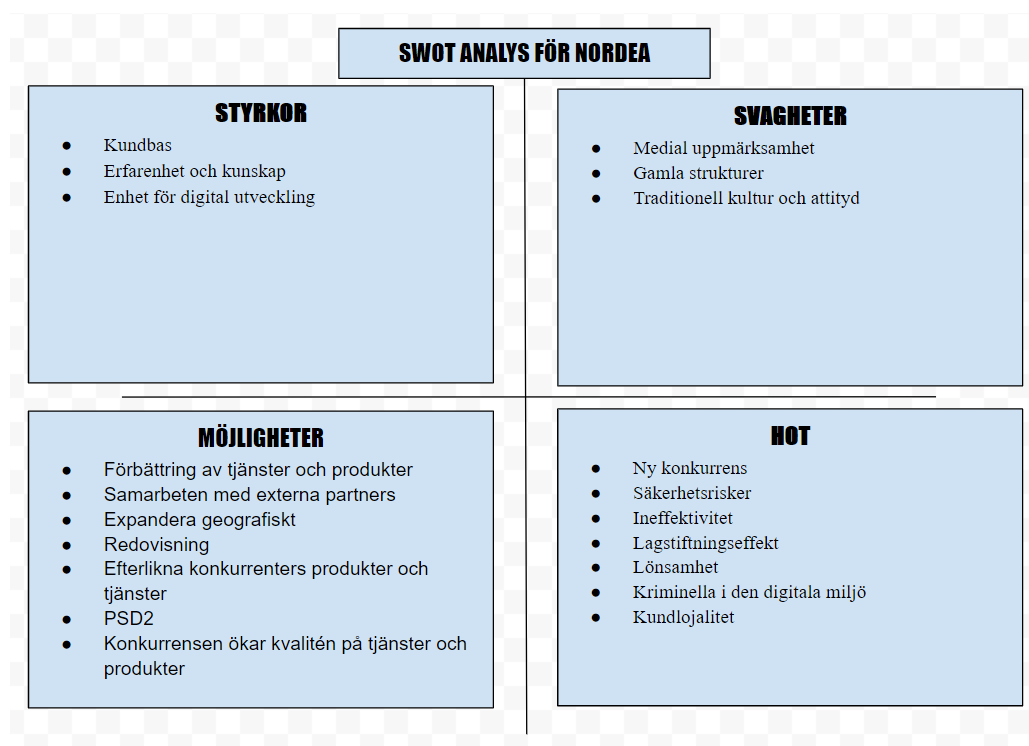 SWOT ANALYS FÖR NORDEA
STYRKOR
● Kundbas
● Erfarenhet och kunskap
● Enhet för digital utveckling
SVAGHETER
● Medial uppmärksamhet
● Gamla strukturer
● Traditionell kultur och attityd
MÖJLIGHETER
● Förbättring av tjänster och produkter
● Samarbeten med externa partners
● Expandera geografiskt
● Redovisning
● Efterlikna konkurrenters produkter och
tjänster
● PSD2
● Konkurrensen ökar kvalitén på tjänster och
produkter
HOT
● Ny konkurrens
● Säkerhetsrisker
● Ineffektivitet
● Lagstiftningseffekt
● Lönsamhet
● Kriminella i den digitala miljö
● Kundlojalitet